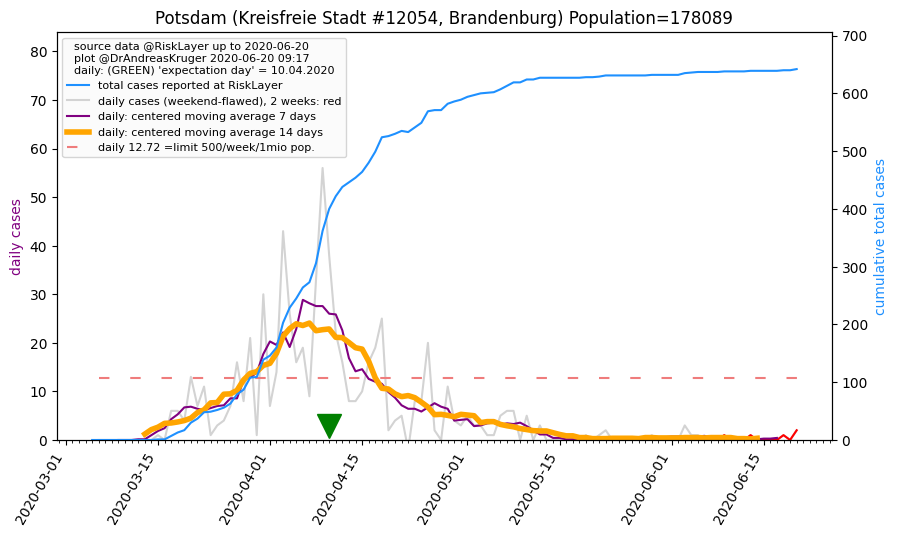 Potsdam (Kreisfreie Stadt #12054, Brandenburg) Population=178089
source data @RiskLayer up to 2020-06-20
plot @DrAndreasKruger 2020-06-20 09:17
daily: (GREEN) 'expectation day' = 10.04.2020
total cases reported at RiskLayer
daily cases (weekend-flawed), 2 weeks: red
daily: centered moving average 7 days
daily: centered moving average 14 days
daily 12.72 =limit 500/week/1mio pop.
daily cases
80
70
60
50
40
30
20
10
0
cumulative total cases
700
600
500
400
300
200
100
0
2020-03-01
2020-03-15
2020-04-01
2020-04-15
2020-05-01
2020-05-15
2020-06-01
2020-06-15